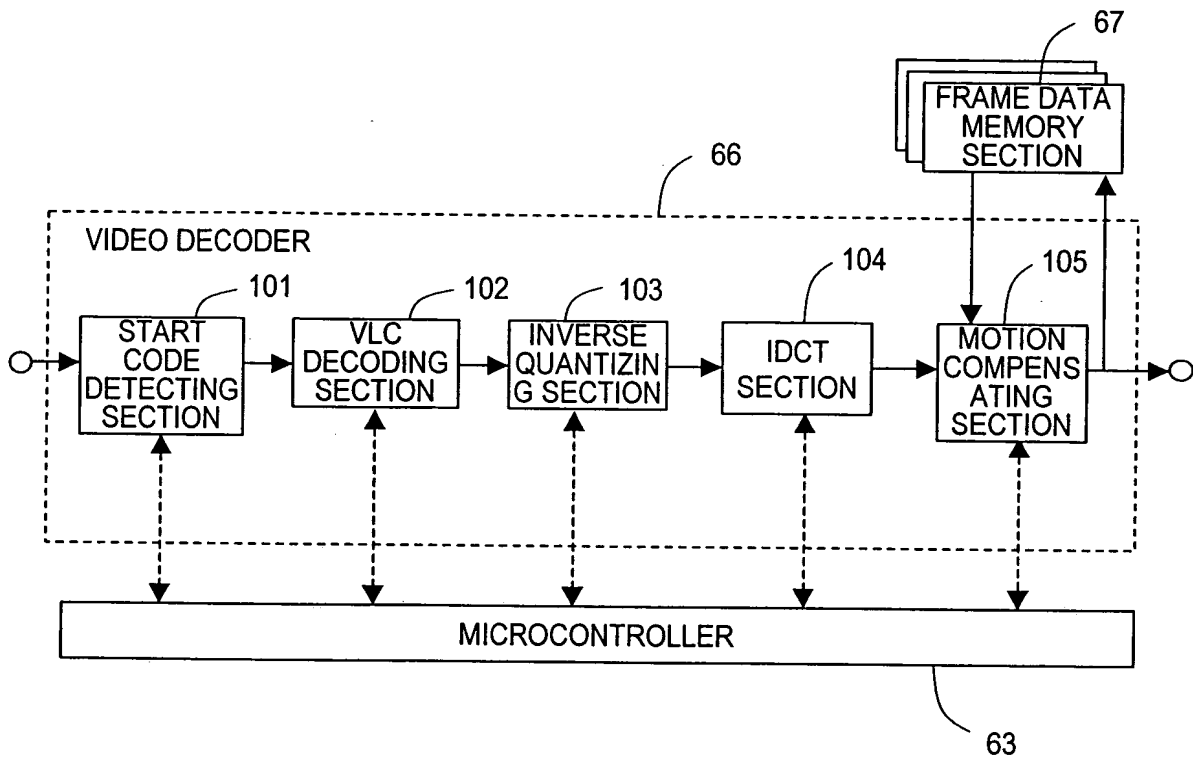 67
FRAME DATA
MEMORY
SECTION
66
VIDEO DECODER
101
START
CODE
DETECTING
SECTION
102
VLC
DECODING
SECTION
103
INVERSE
QUANTIZIN
G SECTION
104
IDCT
SECTION
105
MOTION
COMPENS
ATING
SECTION
MICROCONTROLLER
63